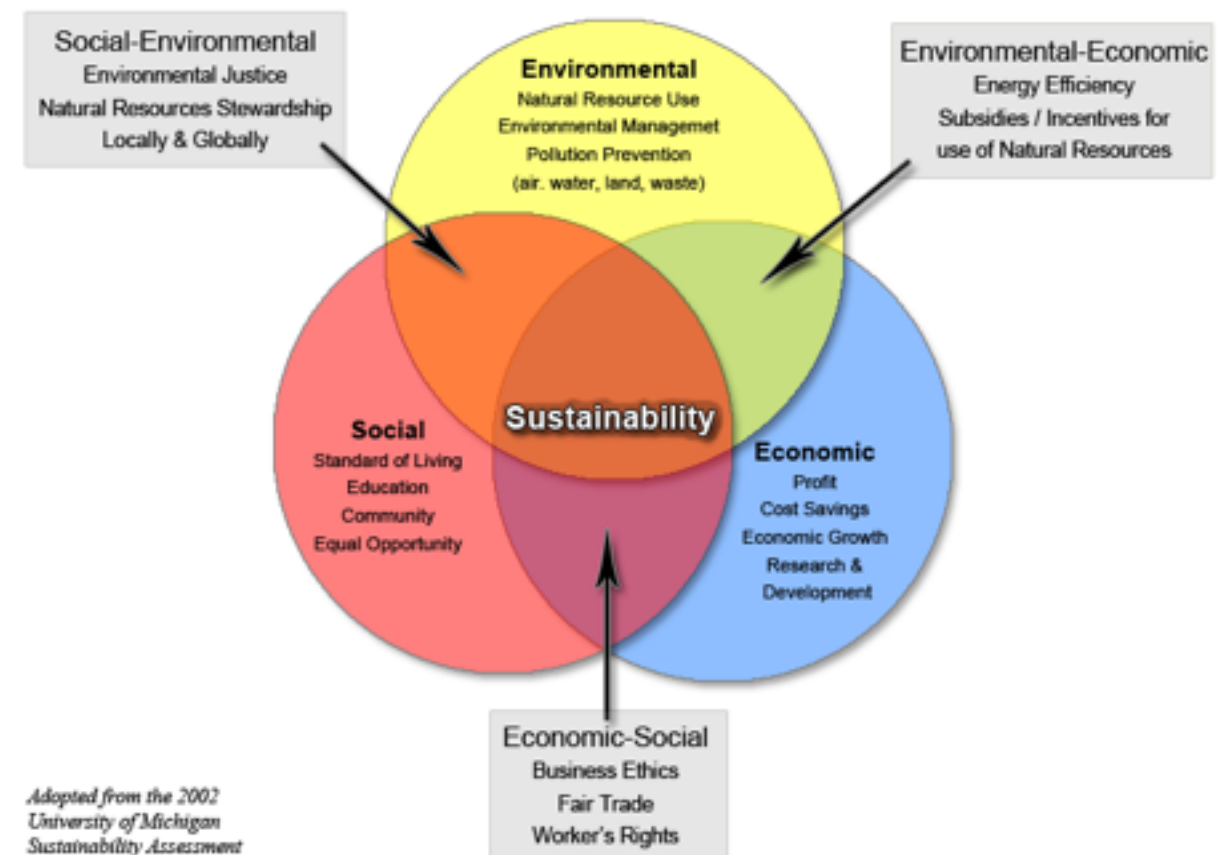 Social-Environmental
Environmental Justice
Natural Resources Stewardship
Locally & Globally
Environmental
Natural Resource Use
Environmental Managemet
Pollution Prevention
(air. water, land, waste)
Environmental-Economic
Energy Efficiency
Subsidies / Incentives for
use of Natural Resources
Sustainability
Social
Standard of Living
Education
Community
Equal Opportunity
Economic
Profit
Cost Savings
Economic Growth
Research &
Development
Economic-Social
Business Ethics
Fair Trade
Worker's Rights
Adopted from the 2002
University of Michigan
Sustainability Assessment